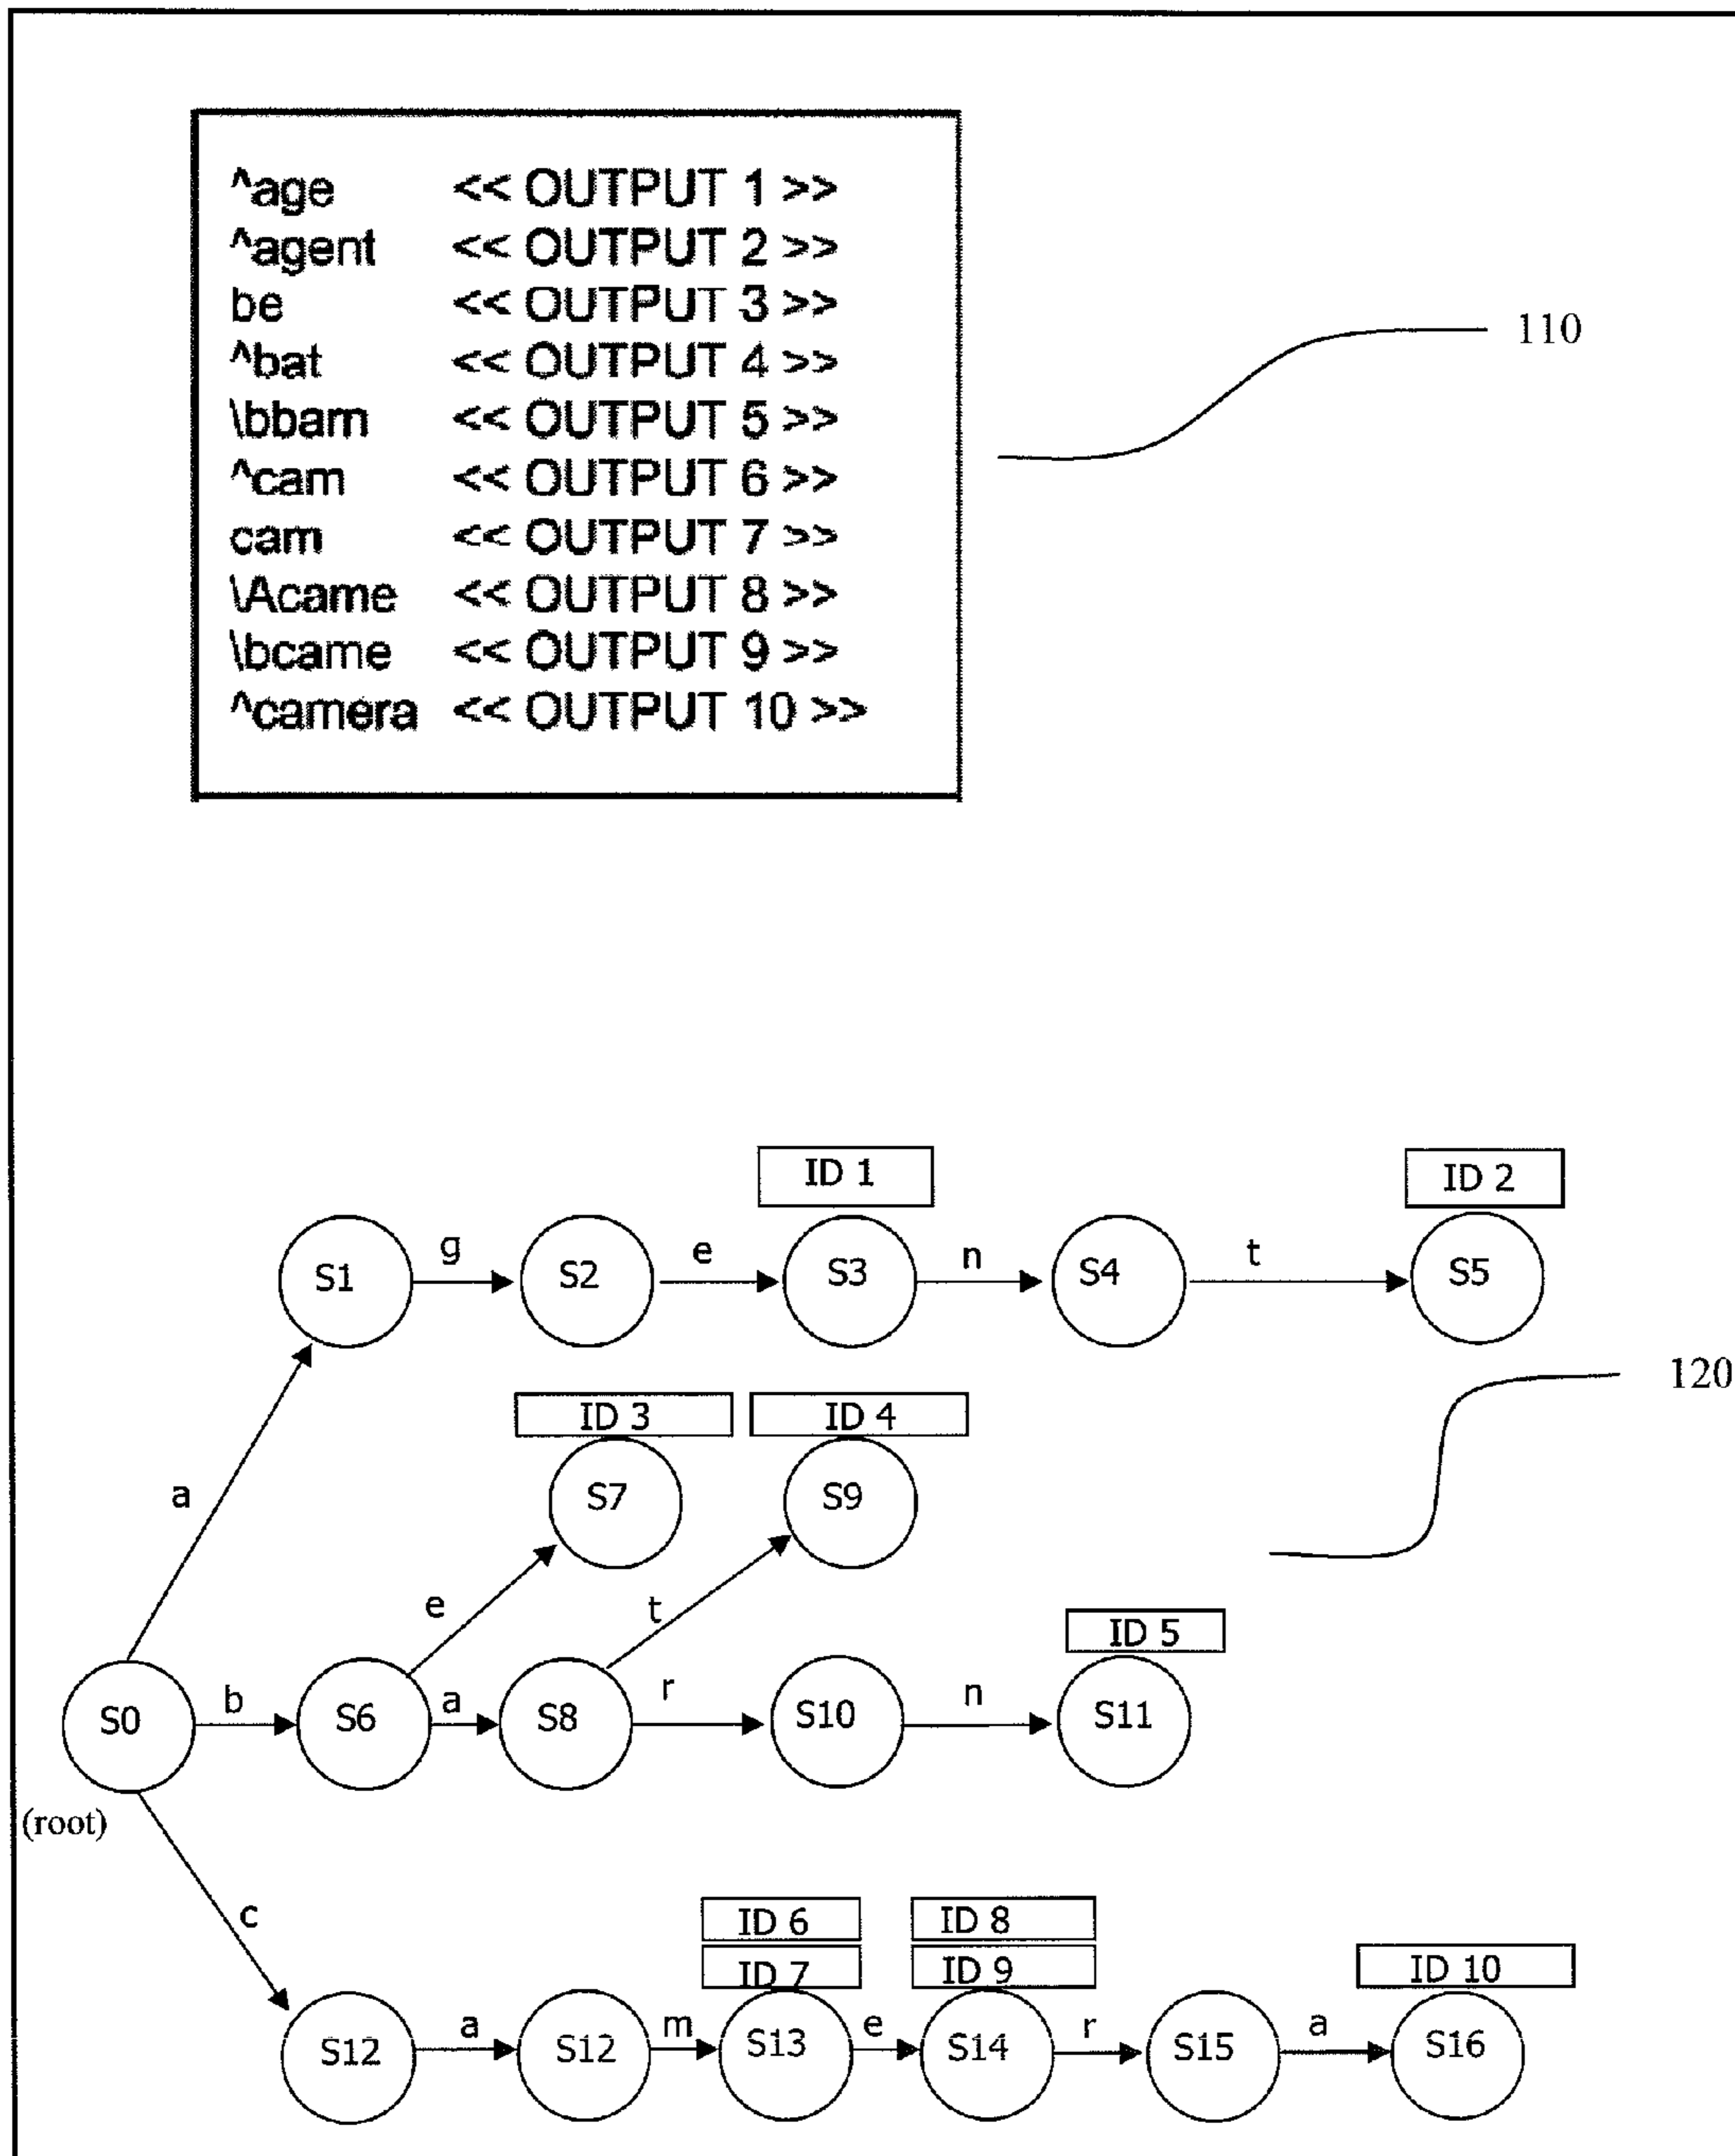 ^age << OUTPUT 1 >>
^agent << OUTPUT 2 >>
be << OUTPUT 3 >>
^bat << OUTPUT 4 >>
\bbarn << OUTPUT 5 >>
^cam << OUTPUT 6 >>
cam << OUTPUT 7 >>
\Acame << OUTPUT 8 >>
\bcame << OUTPUT 9 >>
^camera << OUTPUT 10 >>
110
ID 1 ID 2
S1 g S2 e S3 n S4 t S5
120
ID 3 ID 4
a S7 S9
e t ID 5
S0 b S6 a S8 r S10 n S11
(root)
c ID 6 ID 8
ID 7 ID 9 ID 10
S12 a S12 m S13 e S14 r S15 a S16